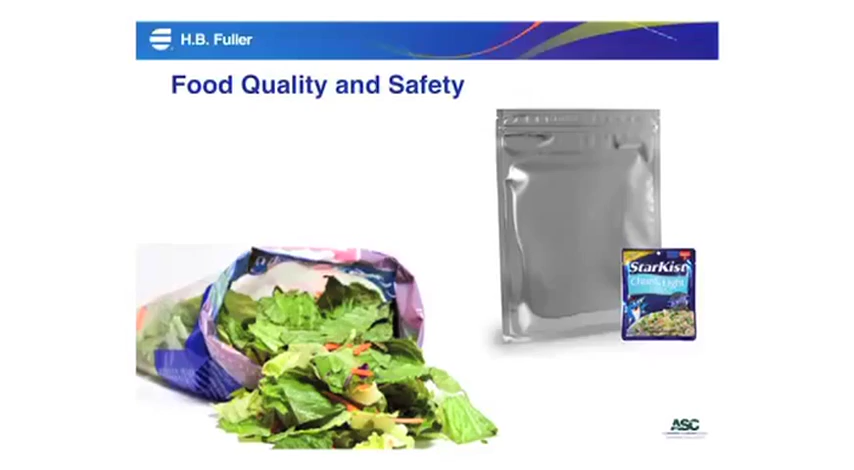 H.B. Fuller
Food Quality and Safety
StarKist
Chunk Light
ASC